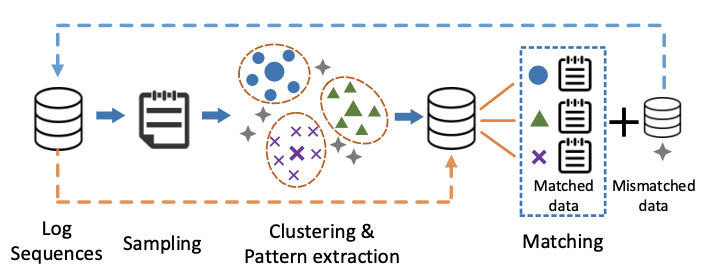 Matched
data
Mismatched
data
Log
Sequences
Sampling
Clustering &
Pattern extraction
Matching